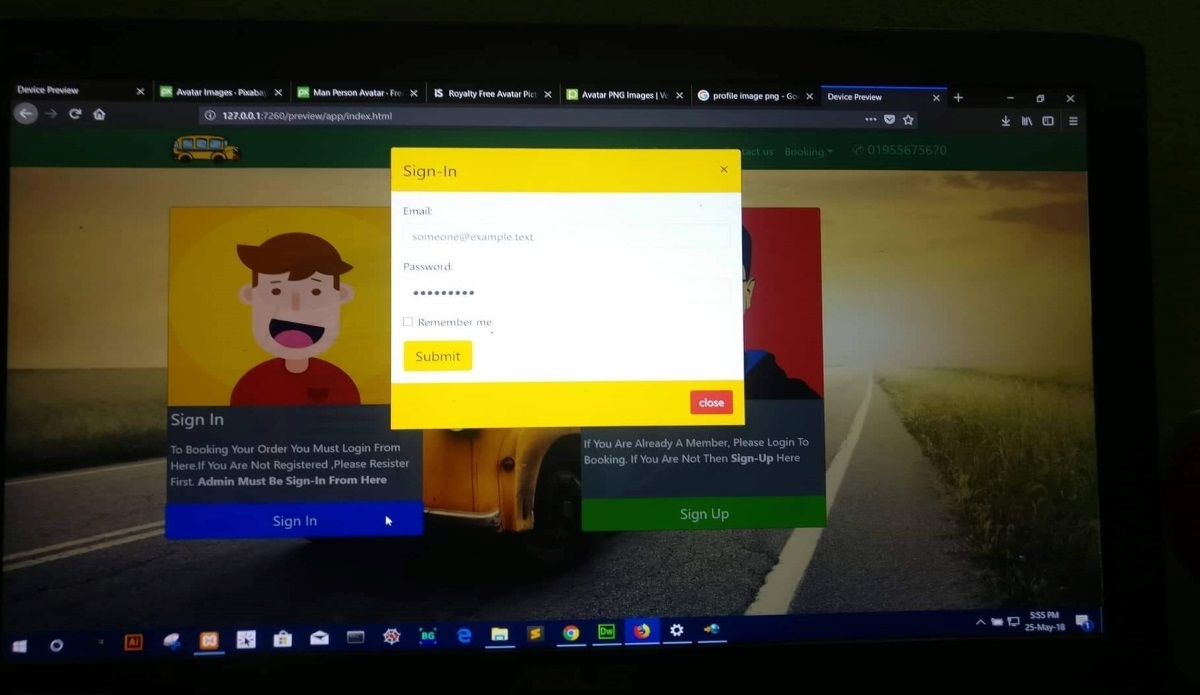 Device Preview
Avatar Images - Pixaba
Man Person Avatar - Fre
iS Royalty Free Avatar Pict
Avatar PNG Images | Ve
profile image png - Go
Device Preview
127.0.0.1:7260/preview/app/index.html
tact us
Booking
01955675670
Sign-In
Email:
someone@example.text
Password:
Remember me
Submit
close
Sign In
To Booking Your Order You Must Login From
Here.If You Are Not Registered ,Please Resister
First. Admin Must Be Sign-In From Here
Sign In
If You Are Already A Member, Please Login To
Booking. If You Are Not Then Sign-Up Here
Sign Up
Ai
BG
Dw
5:55 PM
25-May-18